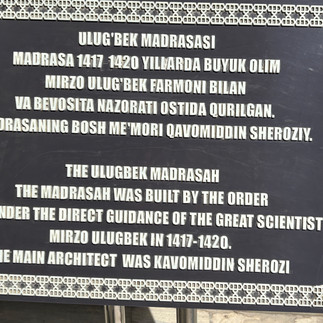 ULUG'BEK MADRASASI
MADRASA 1417 1420 YILLARDA BUYUK OLIM
MIRZO ULUG'BEK FARMONI BILAN
VA BEVOSITA NAZORATI OSTIDA QURILGAN.
BOSH ME'MORI QAVOMIDDIN SHEROZIY.
THE ULUGBEK MADRASAH
THE MADRASAH WAS BUILT BY THE ORDER
THE DIRECT GUIDANCE OF THE GREAT SCIENTIST
MIRZO ULUGBEK IN 1417-1420.
MAIN ARCHITECT WAS KAVOMIDDIN SHEROZI